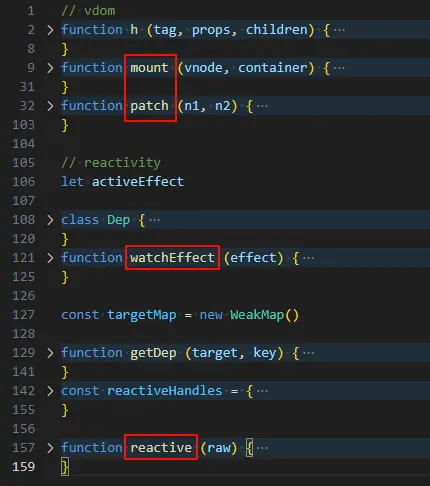 1 // vdom
2 function h (tag, props, children) { ...
8 }
9 function mount (vnode, container) { ...
31 }
32 function patch (n1, n2) { ...
103 }
104
105 // reactivity
106 let activeEffect
107
108 class Dep { ...
120 }
121 function watchEffect (effect) { ...
125 }
126
127 const targetMap = new WeakMap()
128
129 function getDep (target, key) { ...
141 }
142 const reactiveHandles = { ...
155 }
156
157 function reactive (raw) { ...
159 }